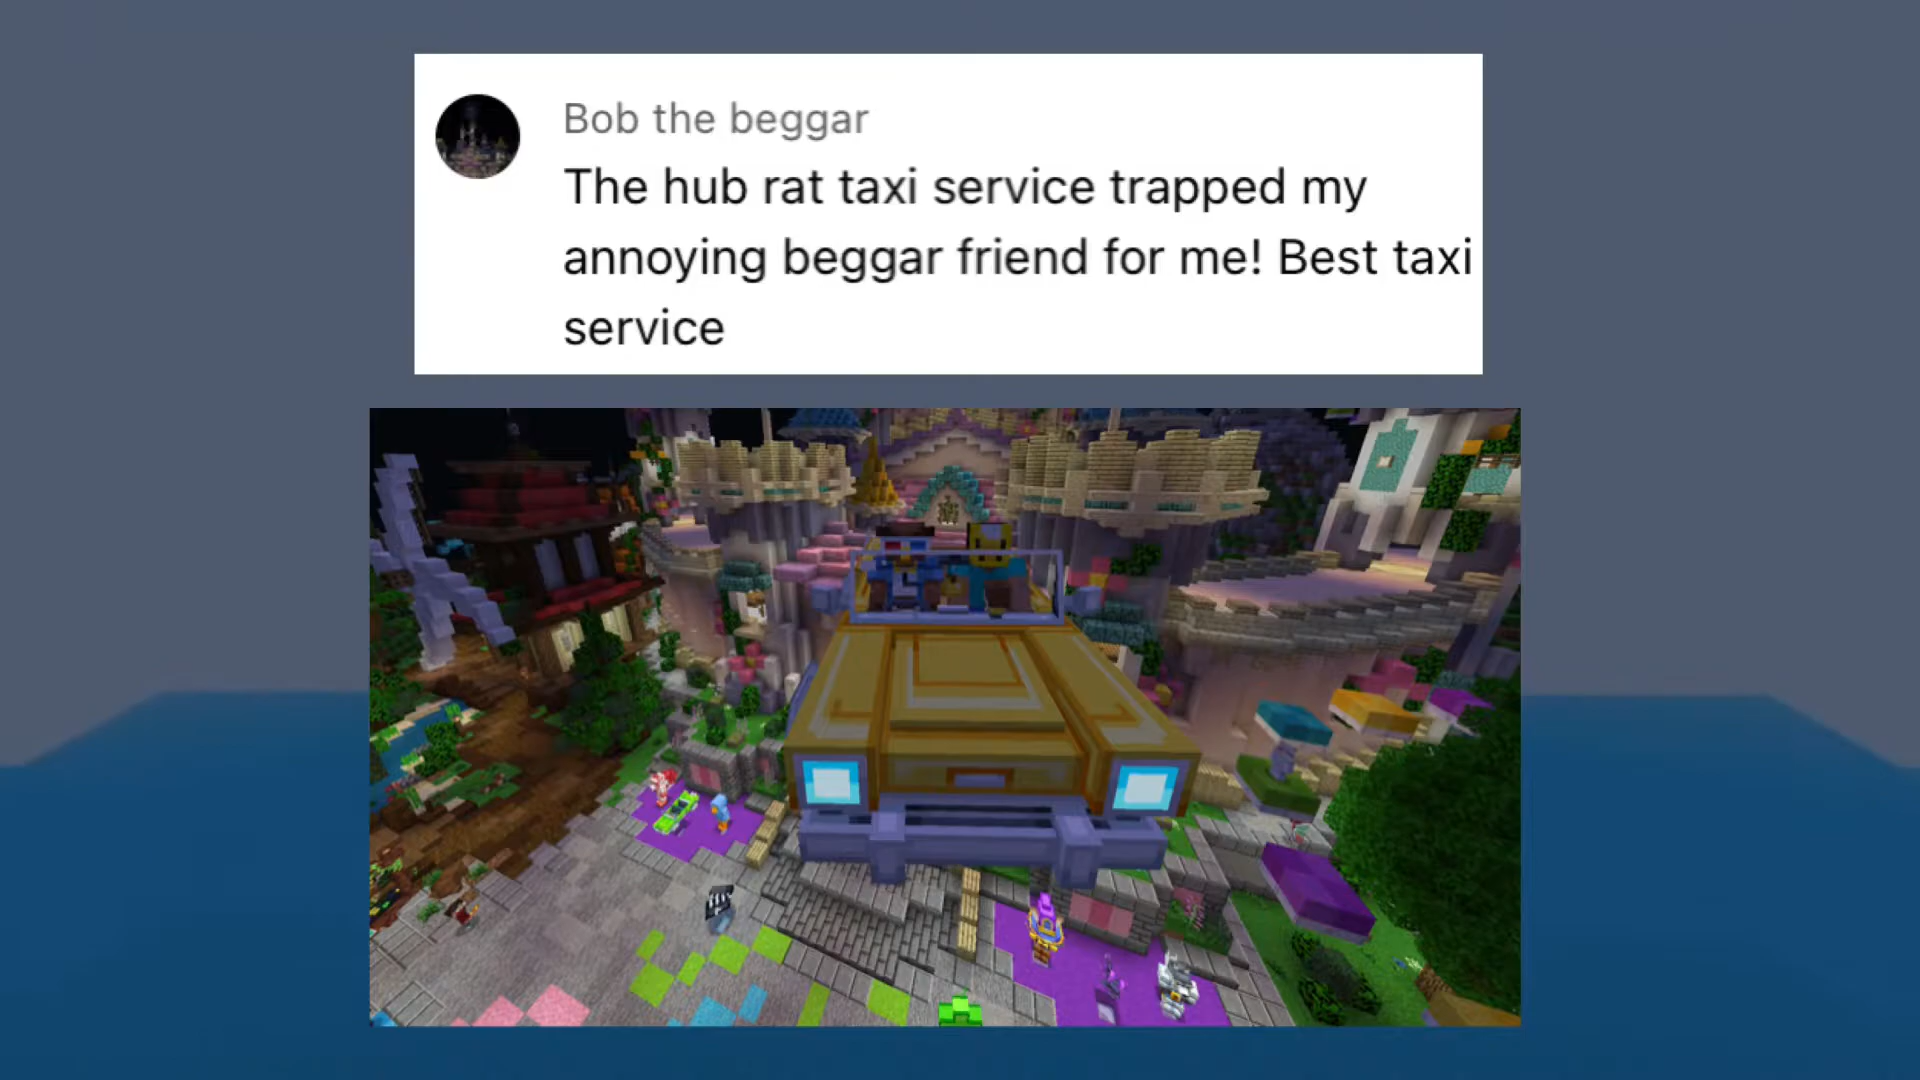 Bob the beggar
The hub rat taxi service trapped my
annoying beggar friend for me! Best taxi
service